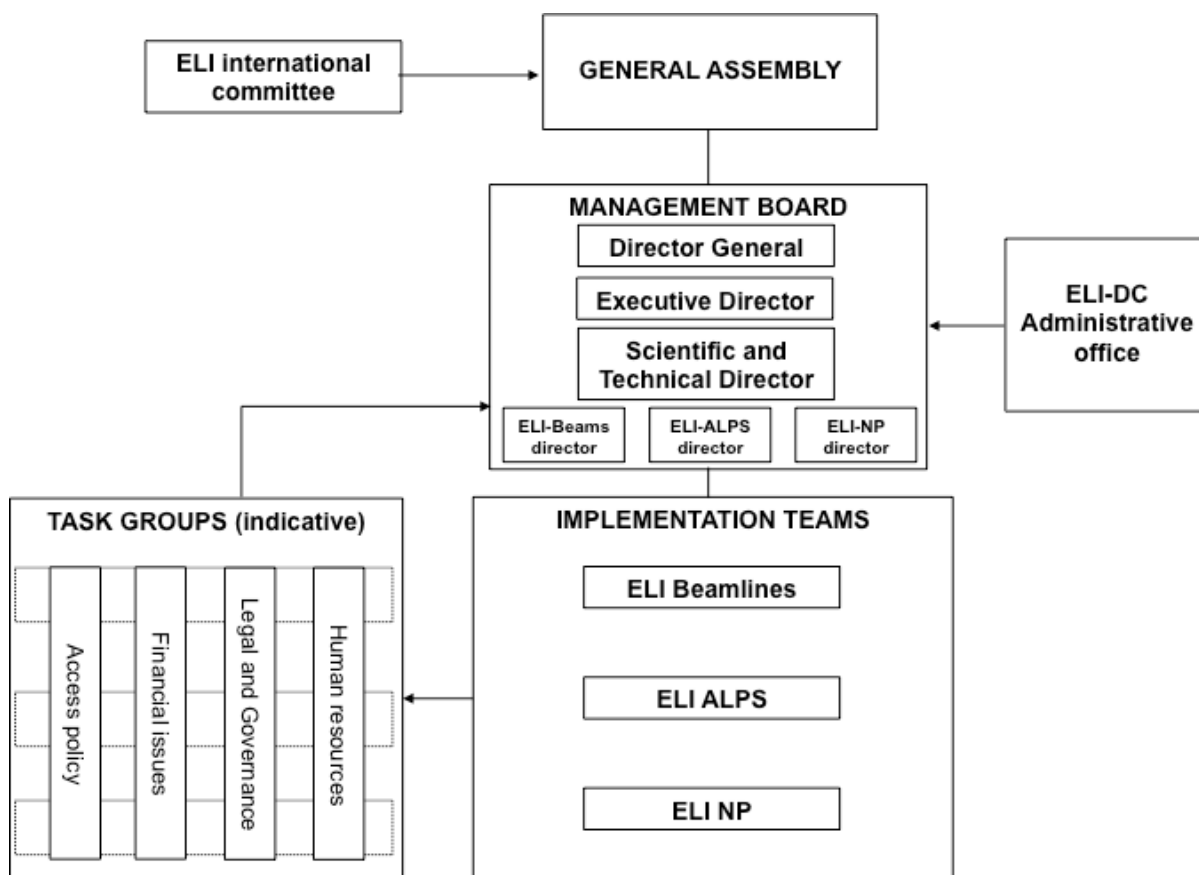 ELI international
committee
GENERAL ASSEMBLY
MANAGEMENT BOARD
Director General
Executive Director
Scientific and
Technical Director
ELI-Beams
director
ELI-ALPS
director
ELI-NP
director
ELI-DC
Administrative
office
TASK GROUPS (indicative)
Access policy
Financial issues
Legal and Governance
Human resources
IMPLEMENTATION TEAMS
ELI Beamlines
ELI ALPS
ELI NP